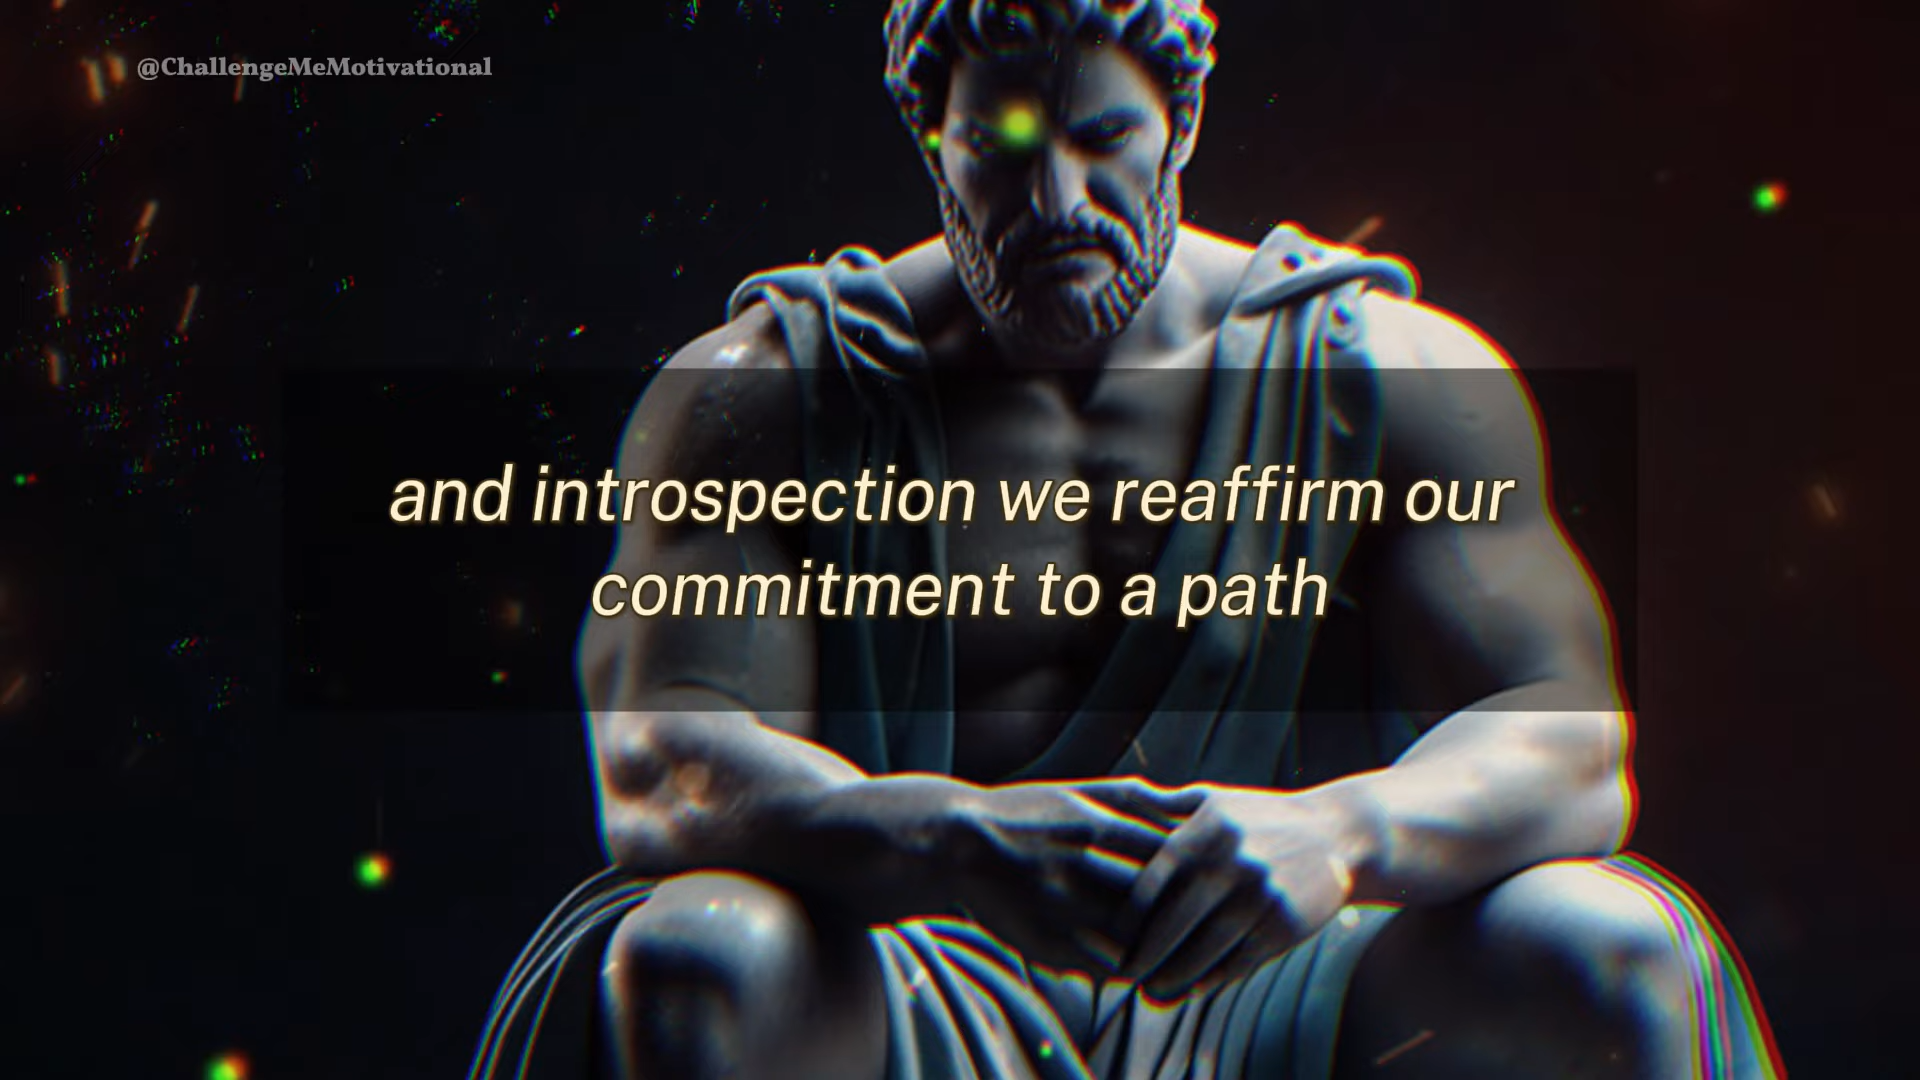 @ChallengeMeMotivational
and introspection we reaffirm our
commitment to a path